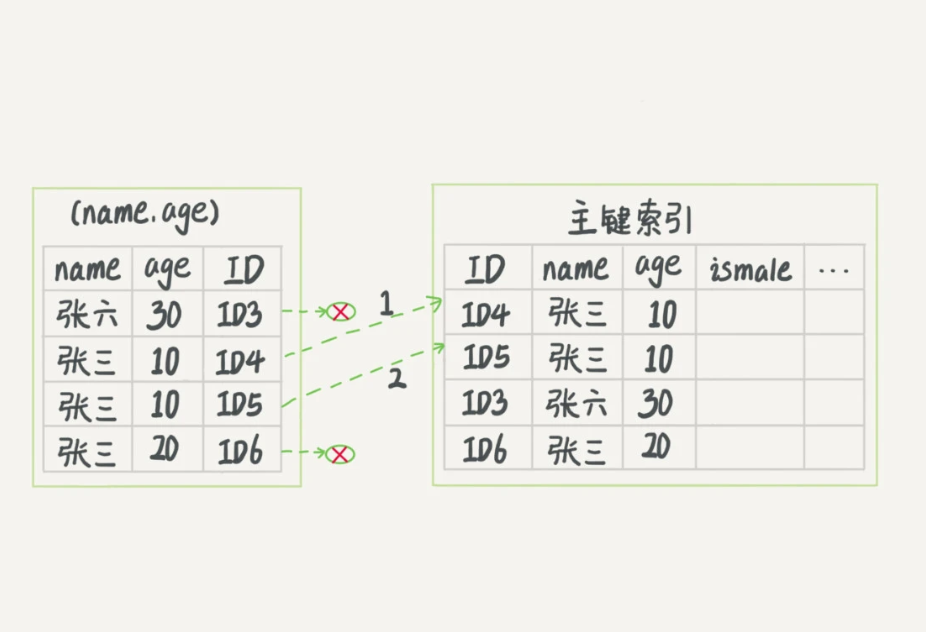 (name.age)
name age ID
张六 30 ID3
张三 10 ID4
张三 10 ID5
张三 20 ID6
1
2
主键索引
ID name age ismale ...
ID4 张三 10
ID5 张三 10
ID3 张六 30
ID6 张三 20